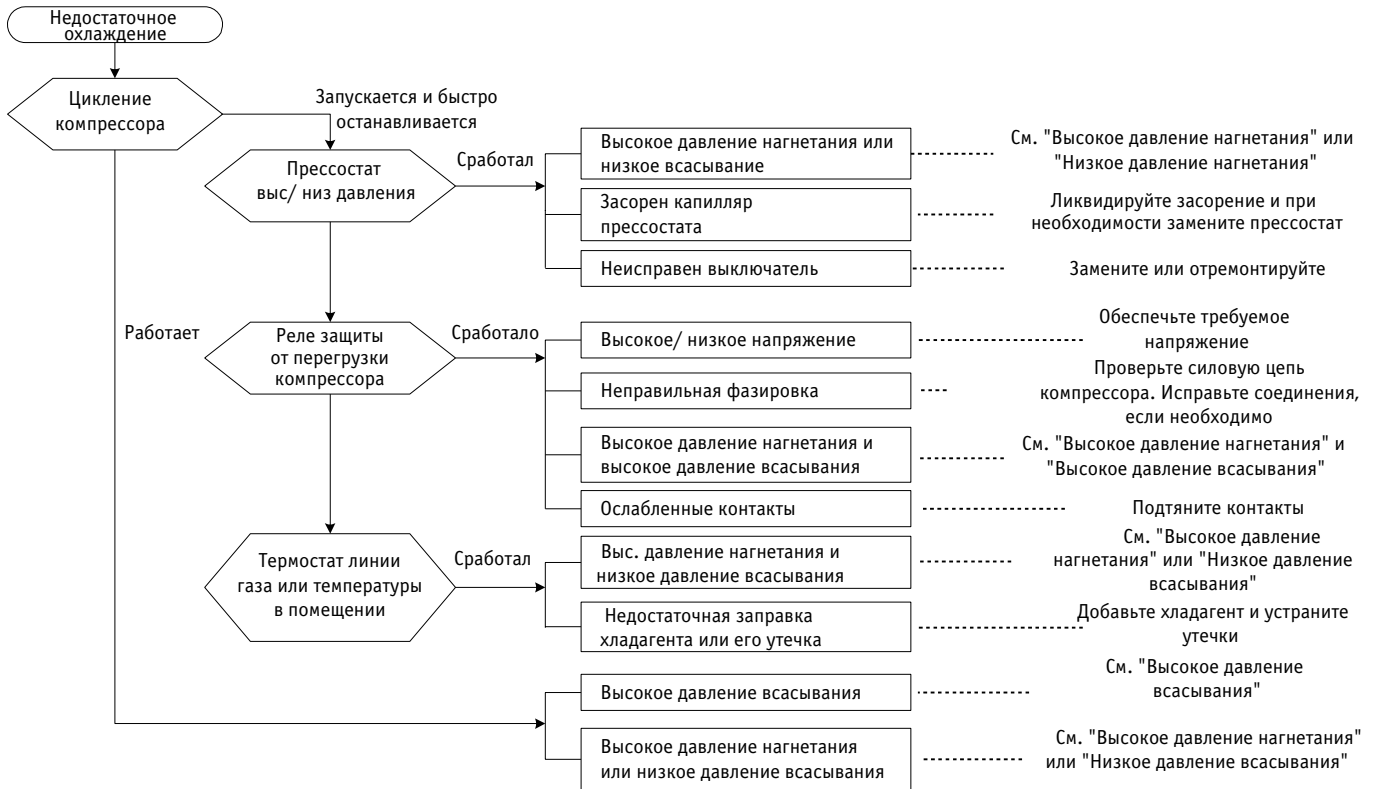 Недостаточное
охлаждение
Цикление
компрессора
Запускается и быстро
останавливается
Прессостат
выс/ низ давления
Сработал
Высокое давление нагнетания или
низкое всасывание
См. "Высокое давление нагнетания" или
"Низкое давление нагнетания"
Засорен капилляр
прессостата
Ликвидируйте засорение и при
необходимости замените прессостат
Неисправен выключатель
Замените или отремонтируйте
Работает
Реле защиты
от перегрузки
компрессора
Сработало
Высокое/ низкое напряжение
Обеспечьте требуемое
напряжение
Неправильная фазировка
Проверьте силовую цепь
компрессора. Исправьте соединения,
если необходимо
Высокое давление нагнетания и
высокое давление всасывания
См. "Высокое давление нагнетания" и
"Высокое давление всасывания"
Ослабленные контакты
Подтяните контакты
Термостат линии
газа или температуры
в помещении
Сработал
Выс. давление нагнетания и
низкое давление всасывания
См. "Высокое давление
нагнетания" или "Низкое давление
всасывания"
Недостаточная заправка
хладагента или его утечка
Добавьте хладагент и устраните
утечки
Высокое давление всасывания
См. "Высокое давление
всасывания"
Высокое давление нагнетания
или низкое давление всасывания
См. "Высокое давление нагнетания"
или "Низкое давление всасывания"